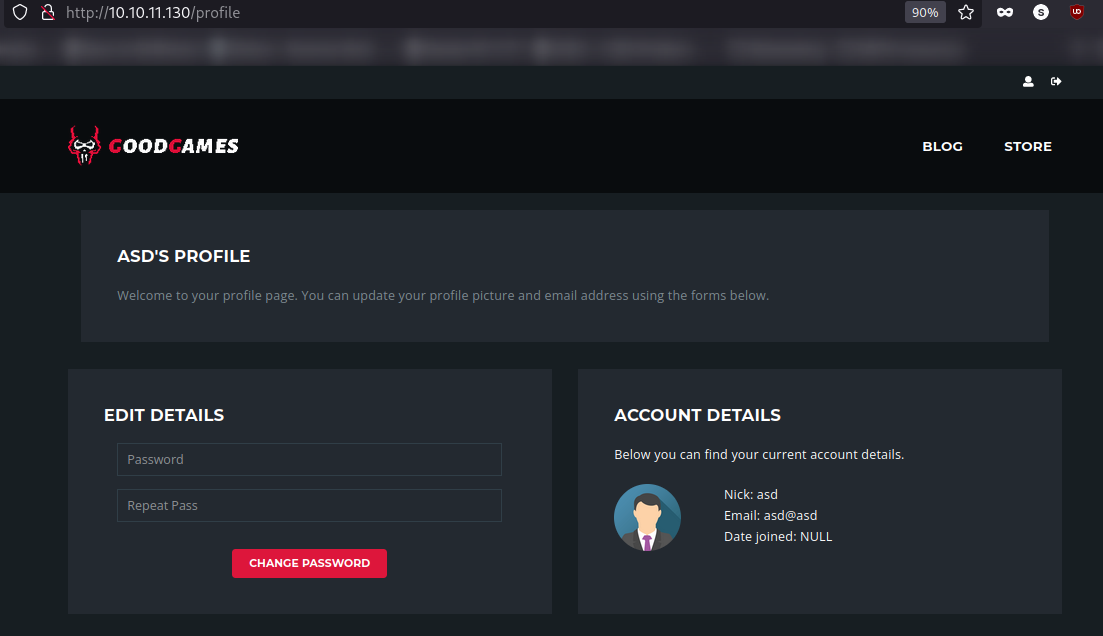 http://10.10.11.130/profile
90%
S
UD
GOODGAMES
BLOG
STORE
ASD'S PROFILE
Welcome to your profile page. You can update your profile picture and email address using the forms below.
EDIT DETAILS
Password
Repeat Pass
CHANGE PASSWORD
ACCOUNT DETAILS
Below you can find your current account details.
Nick: asd
Email: asd@asd
Date joined: NULL